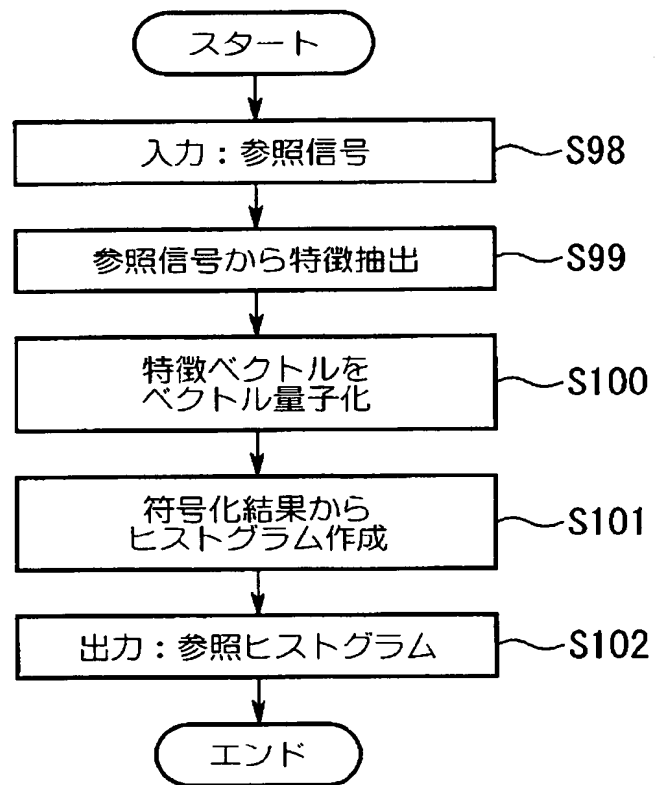 スタート
入力：参照信号
S98
参照信号から特徴抽出
S99
特徴ベクトルを
ベクトル量子化
S100
符号化結果から
ヒストグラム作成
S101
出力：参照ヒストグラム
S102
エンド